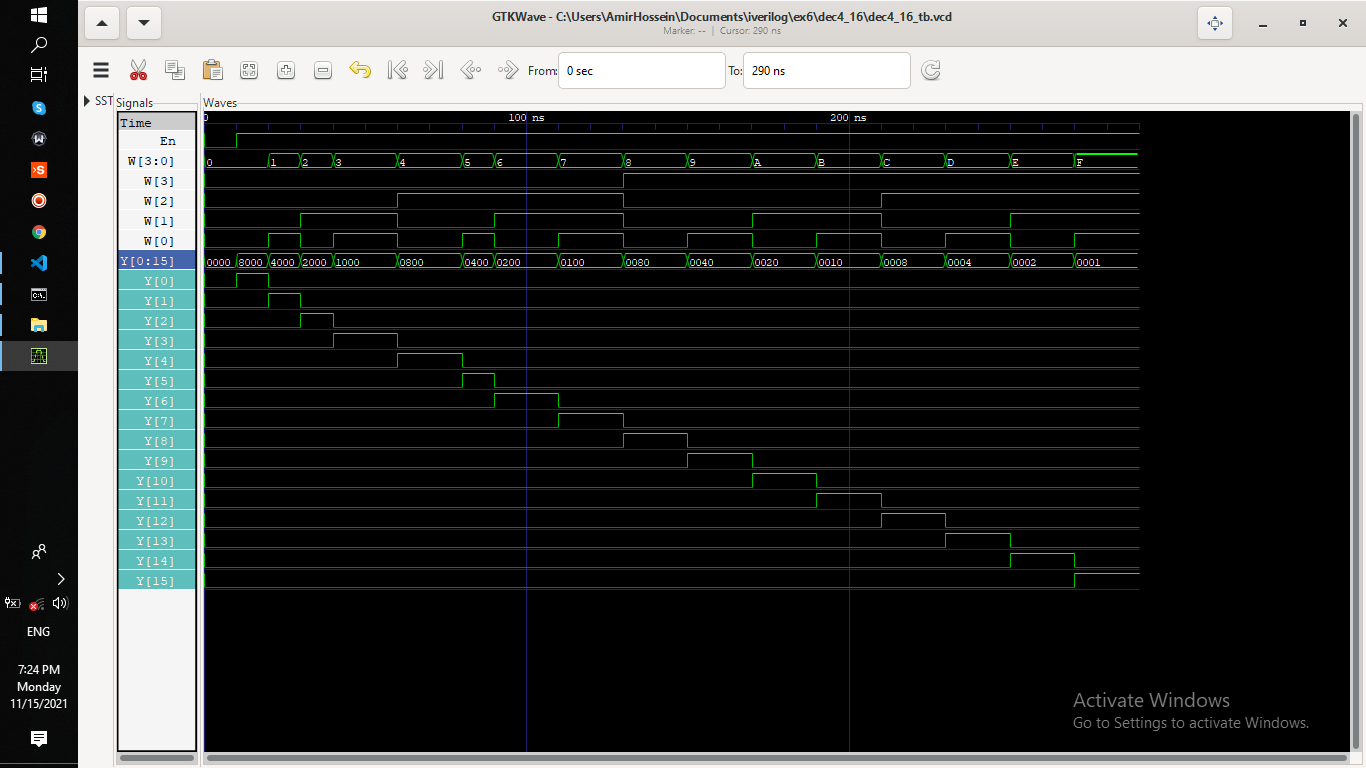 GTKWave - C:\Users\AmirHossein\Documents\iverilog\ex6\dec4_16\dec4_16_tb.vcd
Marker: -- | Cursor: 290 ns
From: 0 sec To: 290 ns
SST
Signals
Waves
Time
0 100 ns 200 ns
En
W[3:0] 0 1 2 3 4 5 6 7 8 9 A B C D E F
W[3]
W[2]
W[1]
W[0]
Y[0:15] 0000 8000 4000 2000 1000 0800 0400 0200 0100 0080 0040 0020 0010 0008 0004 0002 0001
Y[0]
Y[1]
Y[2]
Y[3]
Y[4]
Y[5]
Y[6]
Y[7]
Y[8]
Y[9]
Y[10]
Y[11]
Y[12]
Y[13]
Y[14]
Y[15]
ENG
7:24 PM
Monday
11/15/2021
Activate Windows
Go to Settings to activate Windows.